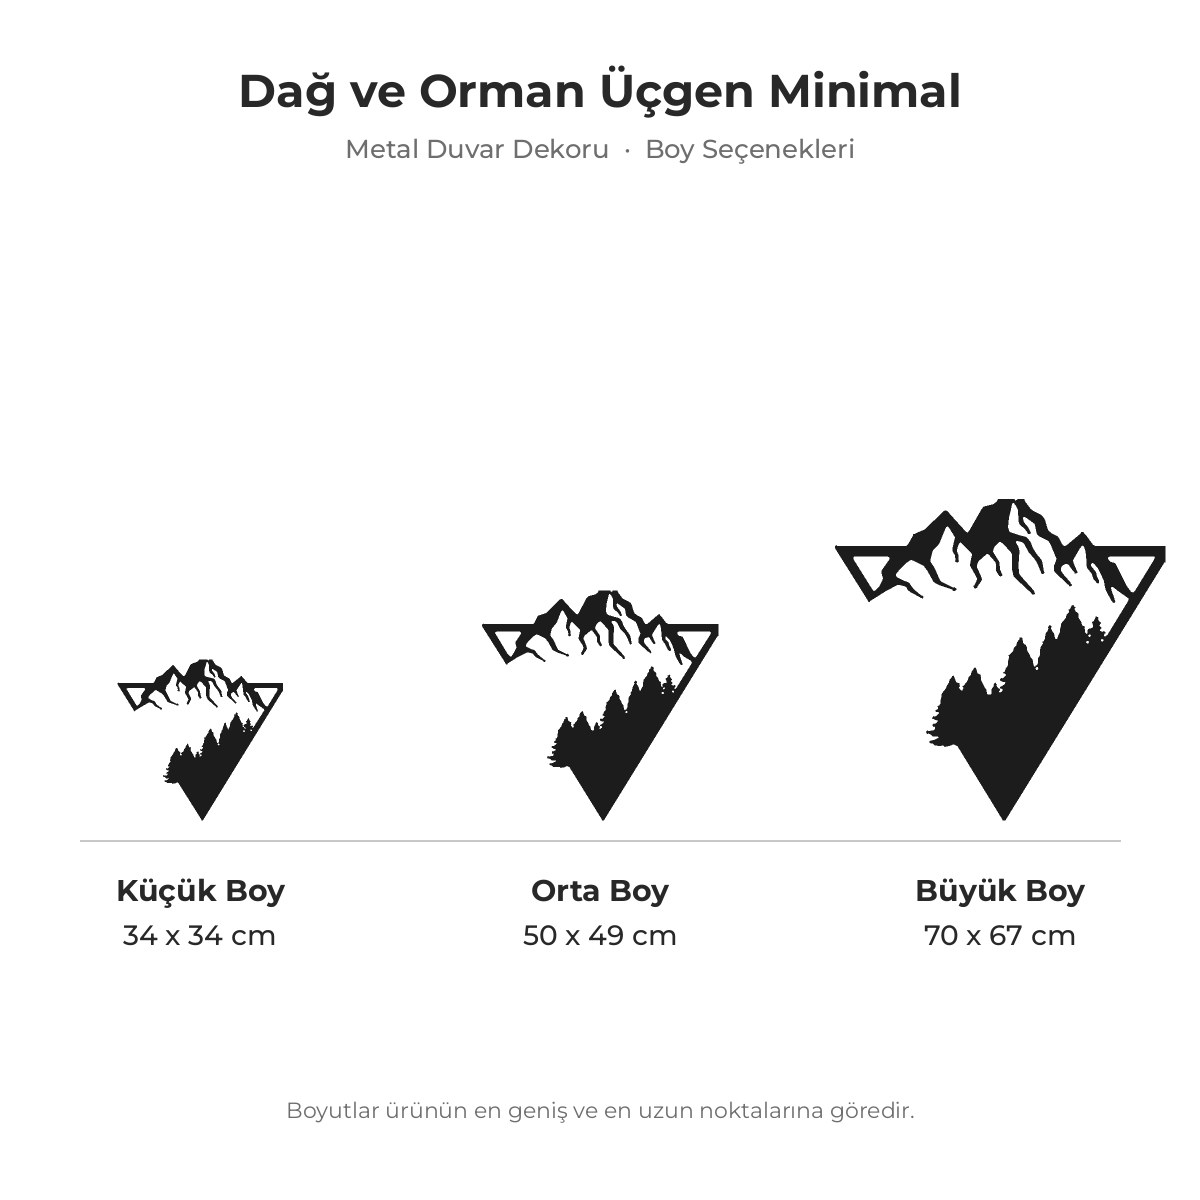 Dağ ve Orman Üçgen Minimal
Metal Duvar Dekoru · Boy Seçenekleri
Küçük Boy
34 x 34 cm
Orta Boy
50 x 49 cm
Büyük Boy
70 x 67 cm
Boyutlar ürünün en geniş ve en uzun noktalarına göredir.